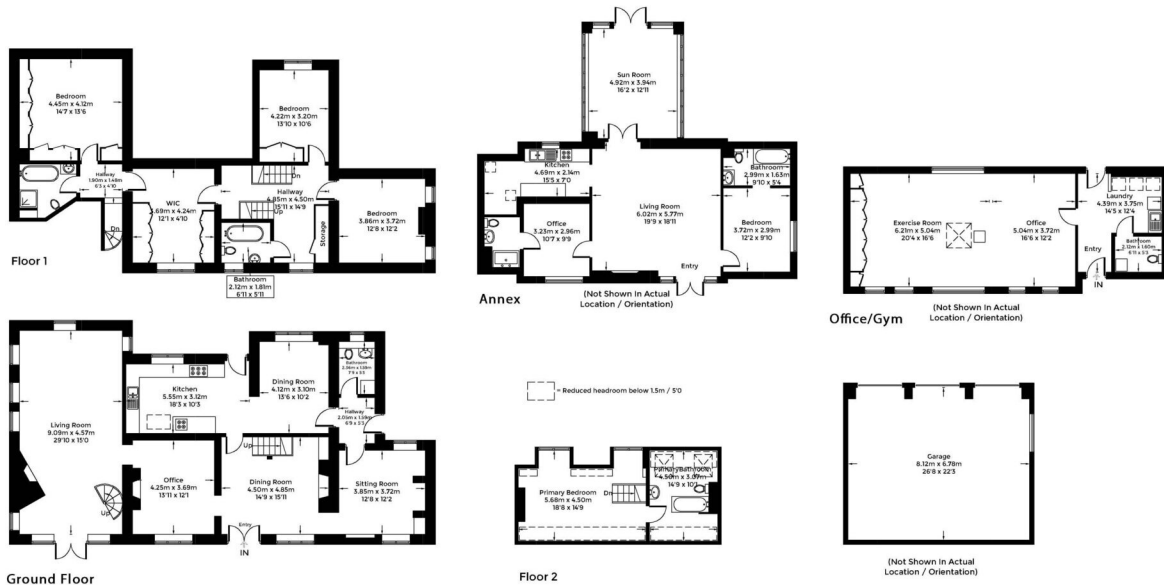 Bedroom
4.45m x 4.12m
14'7 x 13'6
Hallway
1.90m x 1.49m
6'3 x 4'10
Dn
WIC
3.69m x 4.24m
12'1 x 4'10
Bedroom
4.22m x 3.20m
13'10 x 10'6
Dn
Hallway
4.85m x 4.50m
15'11 x 14'9
Up
Storage
Bedroom
3.86m x 3.72m
12'8 x 12'2
Bathroom
2.12m x 1.81m
6'11 x 5'11
Floor 1
Sun Room
4.92m x 3.94m
16'2 x 12'11
Kitchen
4.69m x 2.14m
15'5 x 7'0
Bathroom
2.99m x 1.63m
9'10 x 5'4
Living Room
6.02m x 5.77m
19'9 x 18'11
Office
3.23m x 2.96m
10'7 x 9'9
Bedroom
3.72m x 2.99m
12'2 x 9'10
Entry
Annex
(Not Shown In Actual
Location / Orientation)
Laundry
4.39m x 3.75m
14'5 x 12'4
Exercise Room
6.21m x 5.04m
20'4 x 16'6
Office
5.04m x 3.72m
16'6 x 12'2
Bathroom
2.12m x 1.60m
6'11 x 5'3
Entry
IN
Office/Gym
(Not Shown In Actual
Location / Orientation)
Living Room
9.09m x 4.57m
29'10 x 15'0
Up
Kitchen
5.55m x 3.12m
18'3 x 10'3
Dining Room
4.12m x 3.10m
13'6 x 10'2
Bathroom
Hallway
2.05m x 1.59m
6'9 x 5'3
Office
4.25m x 3.69m
13'11 x 12'1
Up
Dining Room
4.50m x 4.85m
14'9 x 15'11
Sitting Room
3.85m x 3.72m
12'8 x 12'2
Entry
IN
Ground Floor
= Reduced headroom below 1.5m / 5'0
Primary Bedroom
5.68m x 4.50m
18'8 x 14'9
Dn
Primary Bathroom
4.50m x 3.07m
14'9 x 10'1
Floor 2
Garage
8.12m x 6.78m
26'8 x 22'3
(Not Shown In Actual
Location / Orientation)